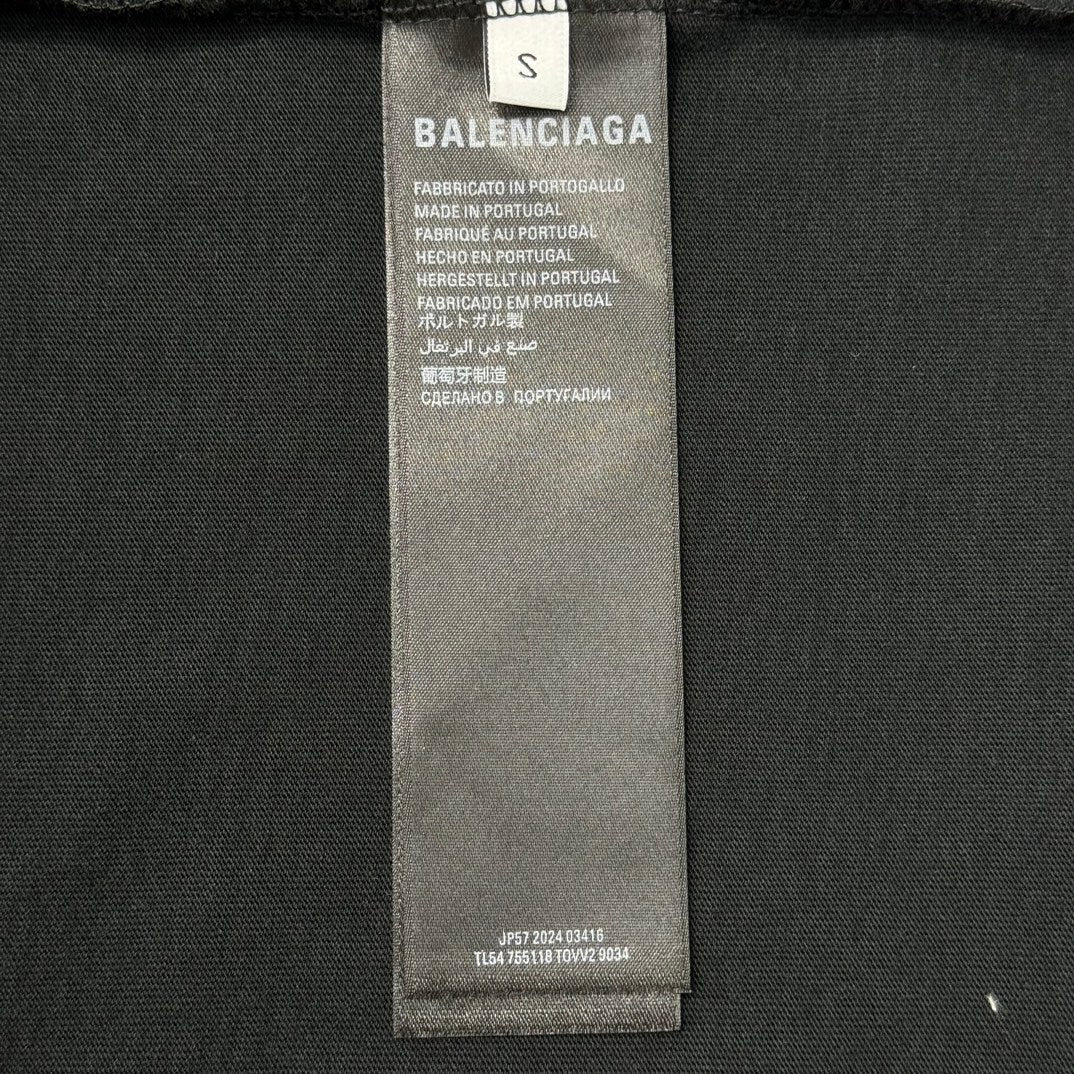 S
BALENCIAGA
FABBRICATO IN PORTOGALLO
MADE IN PORTUGAL
FABRIQUÉ AU PORTUGAL
HECHO EN PORTUGAL
HERGESTELLT IN PORTUGAL
FABRICADO EM PORTUGAL
ポルトガル製
صنع في البرتغال
葡萄牙制造
СДЕЛАНО В ПОРТУГАЛИИ
JP57 2024 03416
TL54 755118 TOVV2 9034